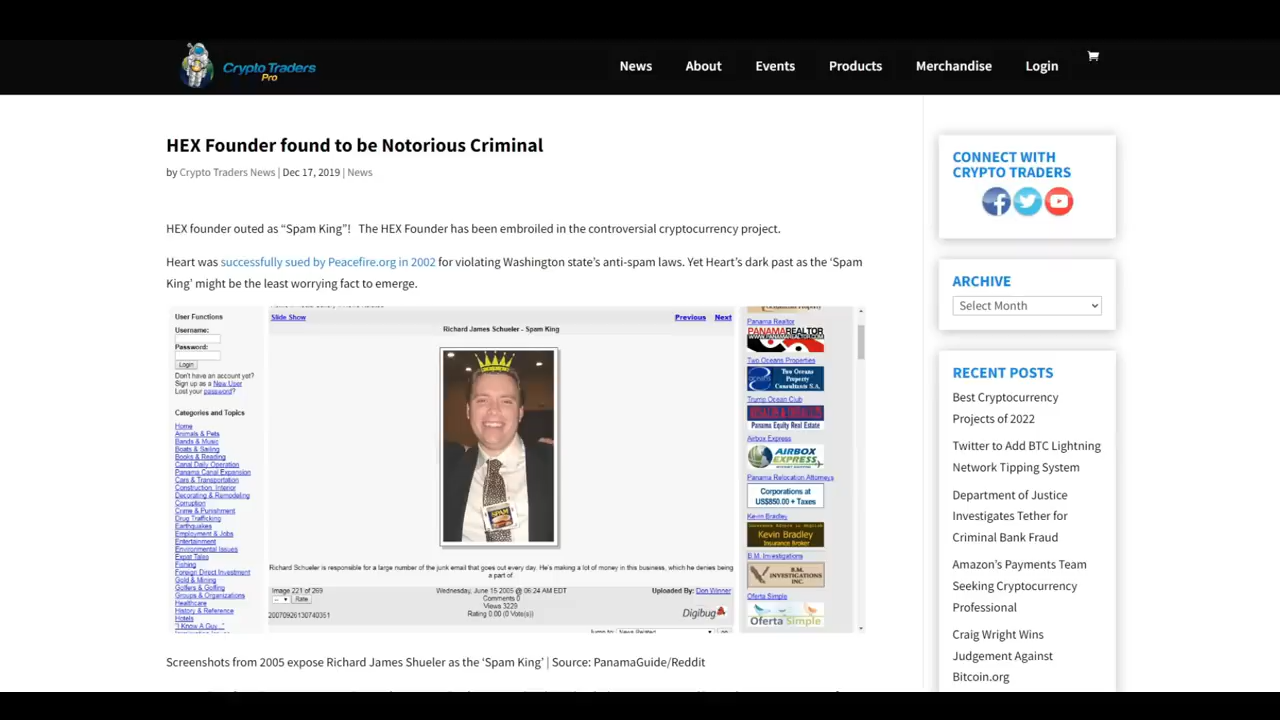 Crypto Traders
Pro
News
About
Events
Products
Merchandise
Login
HEX Founder found to be Notorious Criminal
by Crypto Traders News | Dec 17, 2019 | News
HEX founder outed as “Spam King”! The HEX Founder has been embroiled in the controversial cryptocurrency project.
Heart was successfully sued by Peacefire.org in 2002 for violating Washington state’s anti-spam laws. Yet Heart’s dark past as the ‘Spam
King’ might be the least worrying fact to emerge.
User Functions
Username:
Password:
Login
Don't have an account yet?
Sign up as a New User
Lost your password?
Categories and Topics
Home
Animals & Pets
Bands & Music
Boats & Sailing
Books & Reading
Canal Daily Operation
Panama Canal Expansion
Cars & Transportation
Construction, Interior
Decorating & Remodeling
Corruption
Crime & Punishment
Drug Trafficking
Earthquakes
Employment & Jobs
Entertainment
Environmental Issues
Expat Tales
Fishing
Foreign Direct Investment
Gold & Mining
Golfers & Golfing
Groups & Organizations
Healthcare
History & Reference
Hotels
"I Know A Guy..."
Slide Show
Previous
Next
Richard James Schueler - Spam King
SPAM
Richard Schueler is responsible for a large number of the junk email that goes out every day. He's making a lot of money in this business, which he denies being
a part of.
Image 221 of 269
Rate
20070926130740351
Wednesday, June 15 2005 @ 06:24 AM EDT
Comments 0
Views 3229
Rating 0.00 (0 Vote(s))
Uploaded By: Don Winner
Digibug
Panama Realtor
PANAMAREALTOR
Two Oceans Properties
Two Oceans
Property
Consultants S.A.
Trump Ocean Club
Panama Equity Real Estate
Airbox Express
AIRBOX
EXPRESS
Panama Relocation Attorneys
Corporations at
US$850.00 + Taxes
Kevin Bradley
Kevin Bradley
Insurance Broker
B.M. Investigations
B.M. INVESTIGATIONS
INC.
Oferta Simple
Oferta Simple
Screenshots from 2005 expose Richard James Shueler as the ‘Spam King’ | Source: PanamaGuide/Reddit
CONNECT WITH
CRYPTO TRADERS
ARCHIVE
Select Month
RECENT POSTS
Best Cryptocurrency
Projects of 2022
Twitter to Add BTC Lightning
Network Tipping System
Department of Justice
Investigates Tether for
Criminal Bank Fraud
Amazon’s Payments Team
Seeking Cryptocurrency
Professional
Craig Wright Wins
Judgement Against
Bitcoin.org